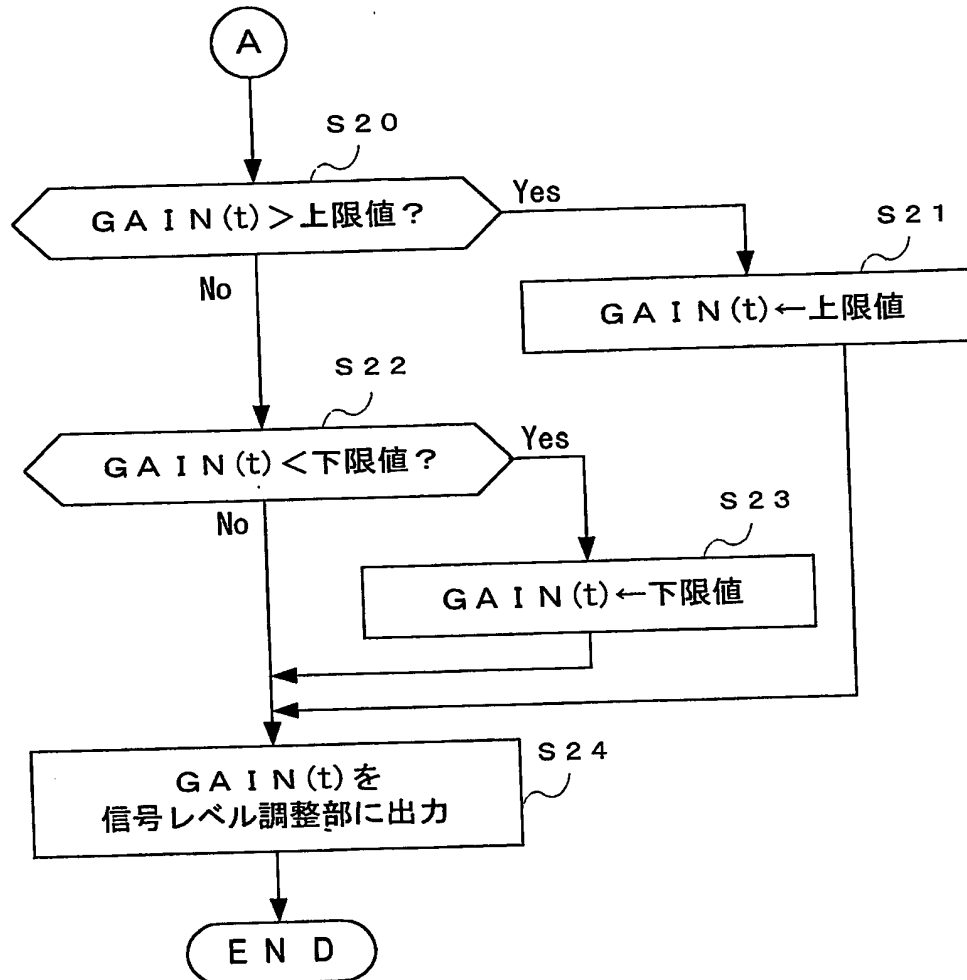 A
S20
GAIN(t)>上限値?
Yes
S21
No
GAIN(t)←上限値
S22
GAIN(t)<下限値?
Yes
No
S23
GAIN(t)←下限値
S24
GAIN(t)を
信号レベル調整部に出力
END